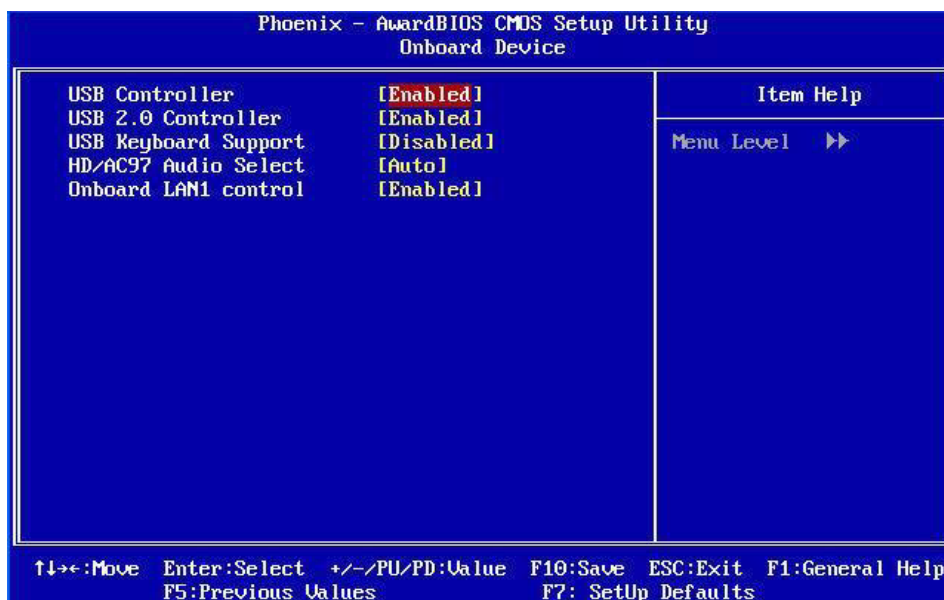 Phoenix - AwardBIOS CMOS Setup Utility
Onboard Device
USB Controller [Enabled]
USB 2.0 Controller [Enabled]
USB Keyboard Support [Disabled]
HD/AC97 Audio Select [Auto]
Onboard LAN1 control [Enabled]
Item Help
Menu Level ▶▶
↑↓→←:Move Enter:Select +/-/PU/PD:Value F10:Save ESC:Exit F1:General Help
F5:Previous Values F7: SetUp Defaults